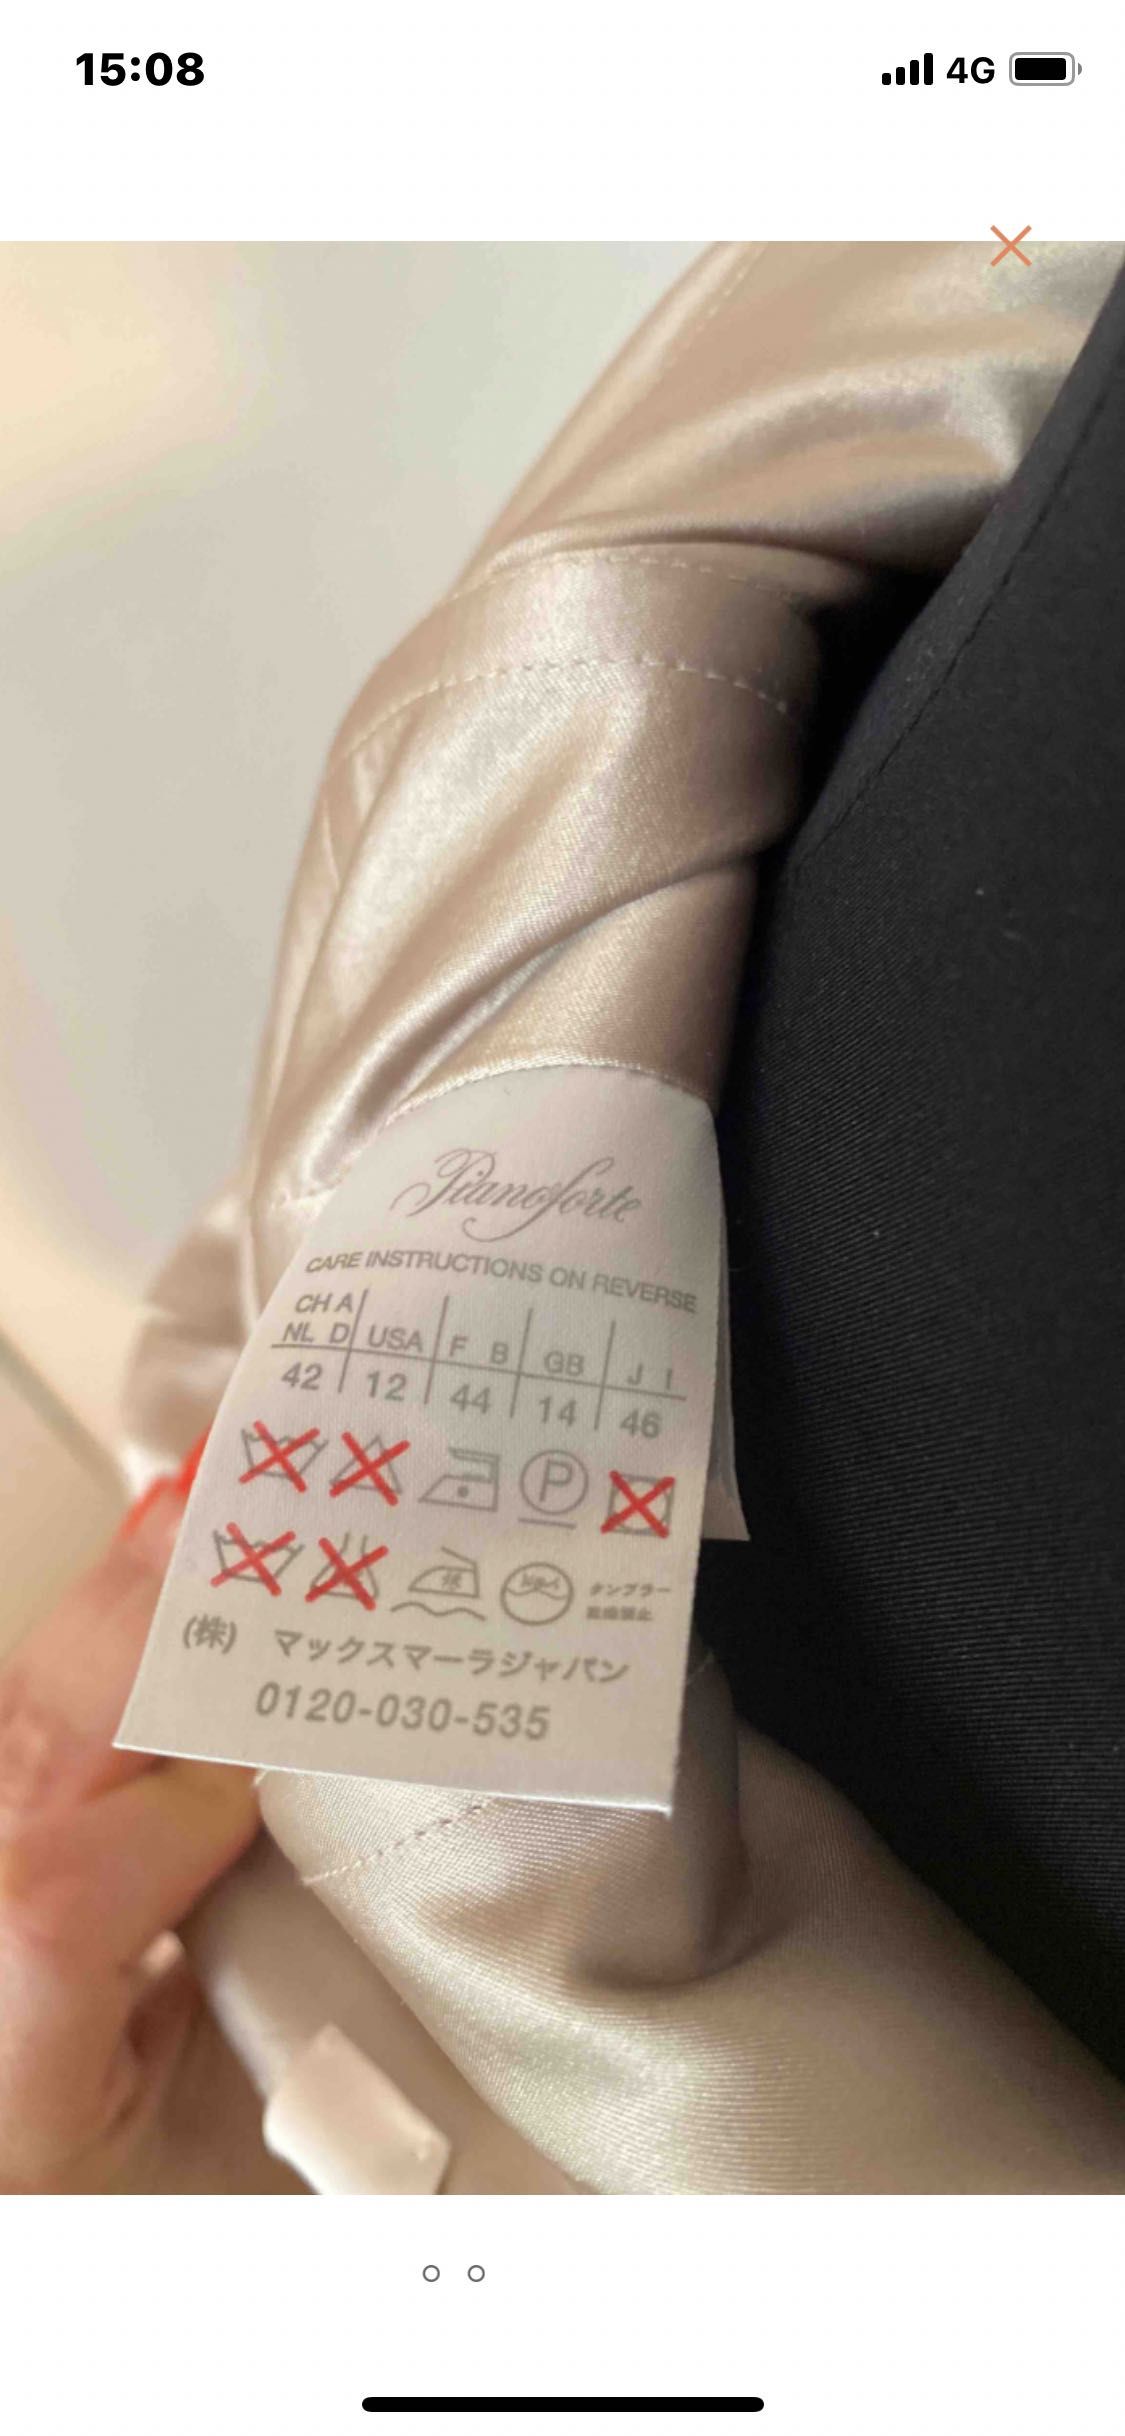 15:08 4G
Pianoforte
CARE INSTRUCTIONS ON REVERSE
CH A
NL D USA F B GB J I
42 12 44 14 46
P
タンブラー
乾燥禁止
(株) マックスマーラジャパン
0120-030-535